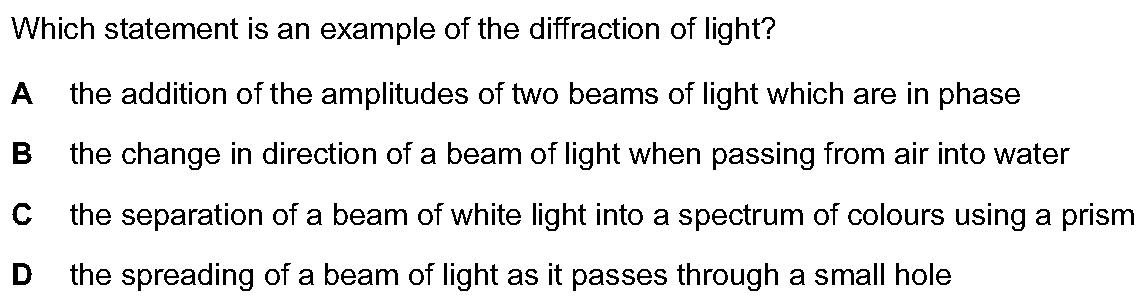 Which statement is an example of the diffraction of light?
A the addition of the amplitudes of two beams of light which are in phase
B the change in direction of a beam of light when passing from air into water
C the separation of a beam of white light into a spectrum of colours using a prism
D the spreading of a beam of light as it passes through a small hole